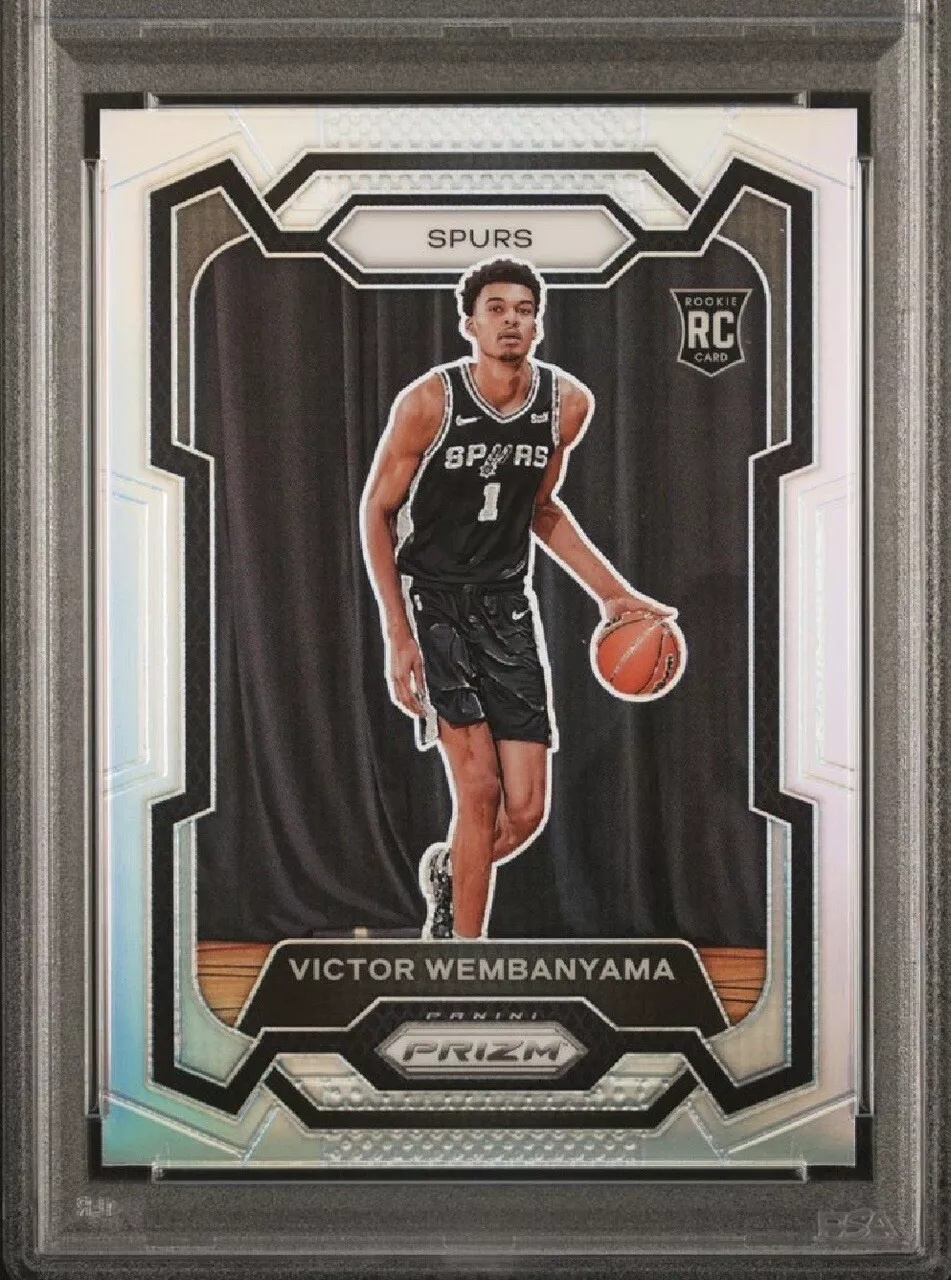 SPURS
ROOKIE
RC
CARD
SPURS
1
VICTOR WEMBANYAMA
PANINI
PRIZM
PSA